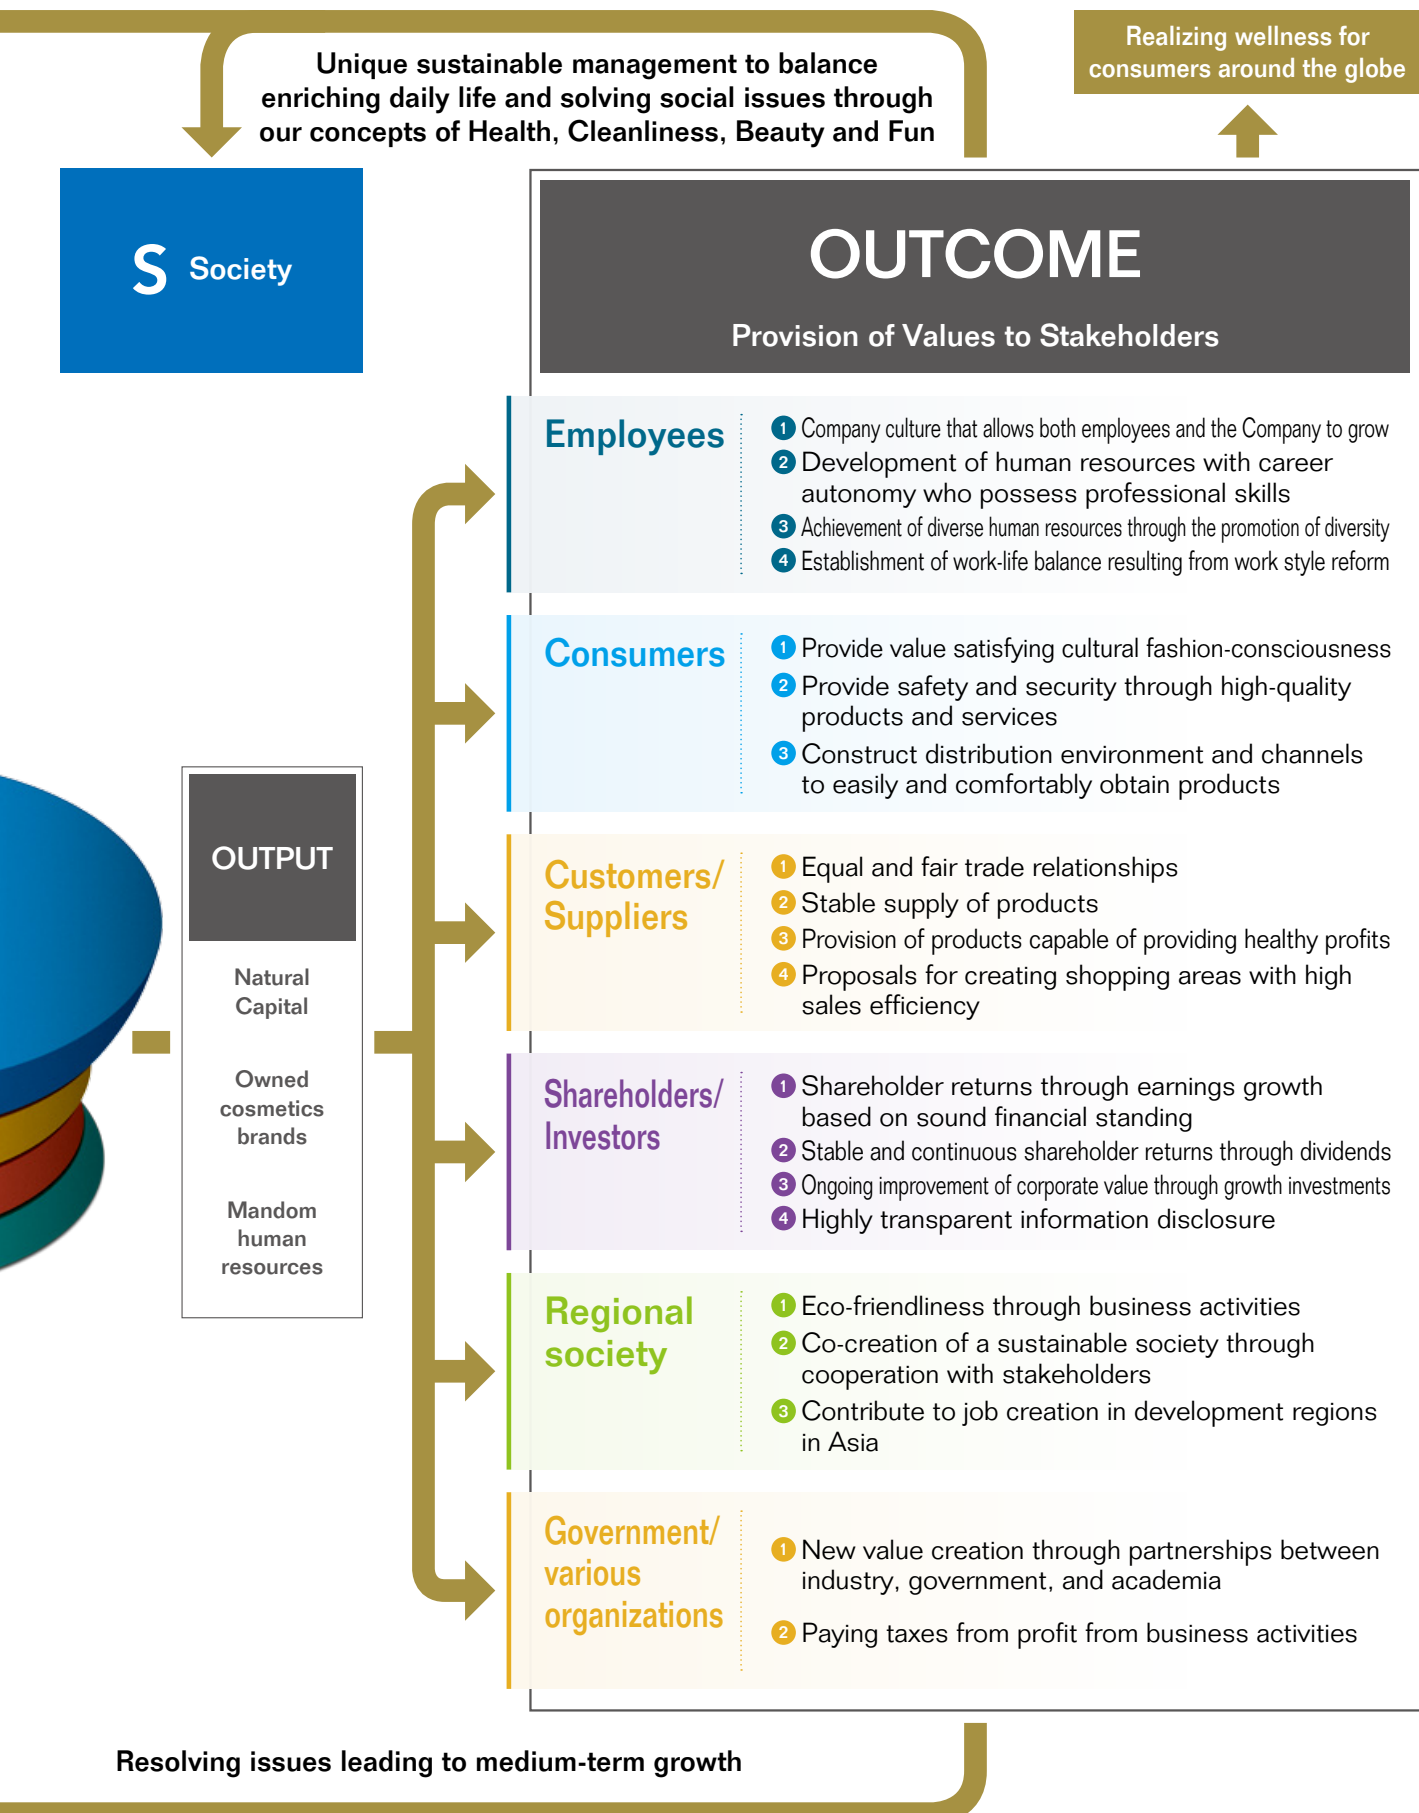 Unique sustainable management to balance
enriching daily life and solving social issues through
our concepts of Health, Cleanliness, Beauty and Fun
Realizing wellness for
consumers around the globe
S Society
OUTCOME
Provision of Values to Stakeholders
Employees
1 Company culture that allows both employees and the Company to grow
2 Development of human resources with career
autonomy who possess professional skills
3 Achievement of diverse human resources through the promotion of diversity
4 Establishment of work-life balance resulting from work style reform
Consumers
1 Provide value satisfying cultural fashion-consciousness
2 Provide safety and security through high-quality
products and services
3 Construct distribution environment and channels
to easily and comfortably obtain products
OUTPUT
Natural
Capital
Owned
cosmetics
brands
Mandom
human
resources
Customers/
Suppliers
1 Equal and fair trade relationships
2 Stable supply of products
3 Provision of products capable of providing healthy profits
4 Proposals for creating shopping areas with high
sales efficiency
Shareholders/
Investors
1 Shareholder returns through earnings growth
based on sound financial standing
2 Stable and continuous shareholder returns through dividends
3 Ongoing improvement of corporate value through growth investments
4 Highly transparent information disclosure
Regional
society
1 Eco-friendliness through business activities
2 Co-creation of a sustainable society through
cooperation with stakeholders
3 Contribute to job creation in development regions
in Asia
Government/
various
organizations
1 New value creation through partnerships between
industry, government, and academia
2 Paying taxes from profit from business activities
Resolving issues leading to medium-term growth